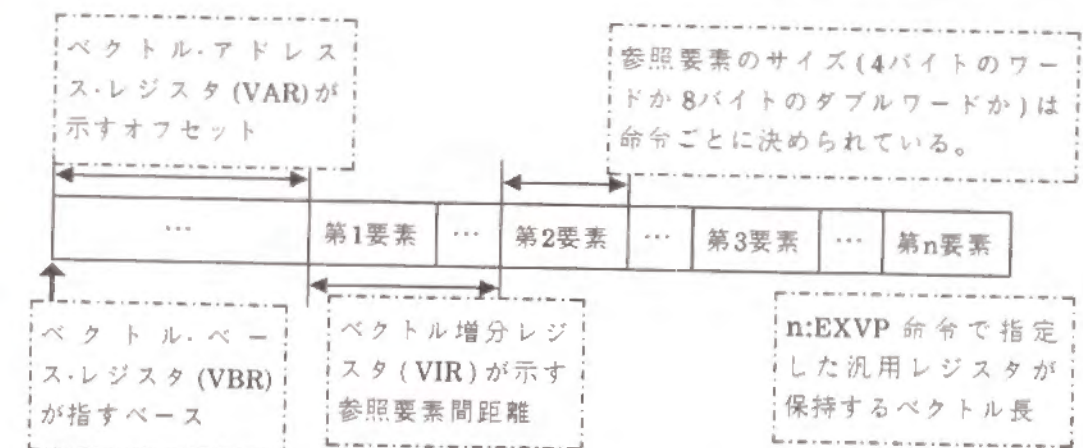 ベクトル・アドレス
ス・レジスタ(VAR)が
示すオフセット
参照要素のサイズ(4バイトのワー
ドか8バイトのダブルワードか)は
命令ごとに決められている。
… 第1要素 … 第2要素 … 第3要素 … 第n要素
ベクトル・ベー
ス・レジスタ(VBR)
が指すベース
ベクトル増分レジ
スタ(VIR)が示す
参照要素間距離
n:EXVP 命令で指定
した汎用レジスタが
保持するベクトル長